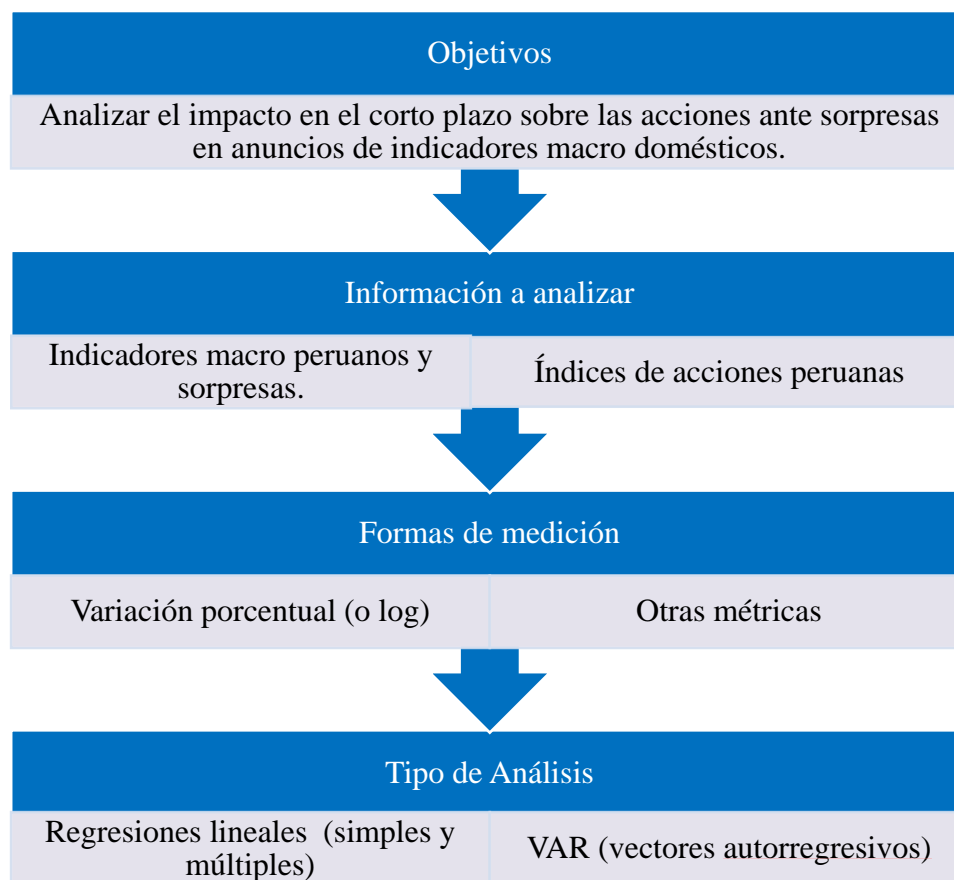 Objetivos
Analizar el impacto en el corto plazo sobre las acciones ante sorpresas
en anuncios de indicadores macro domésticos.
Información a analizar
Indicadores macro peruanos y
sorpresas.
Índices de acciones peruanas
Formas de medición
Variación porcentual (o log)
Otras métricas
Tipo de Análisis
Regresiones lineales (simples y
múltiples)
VAR (vectores autorregresivos)